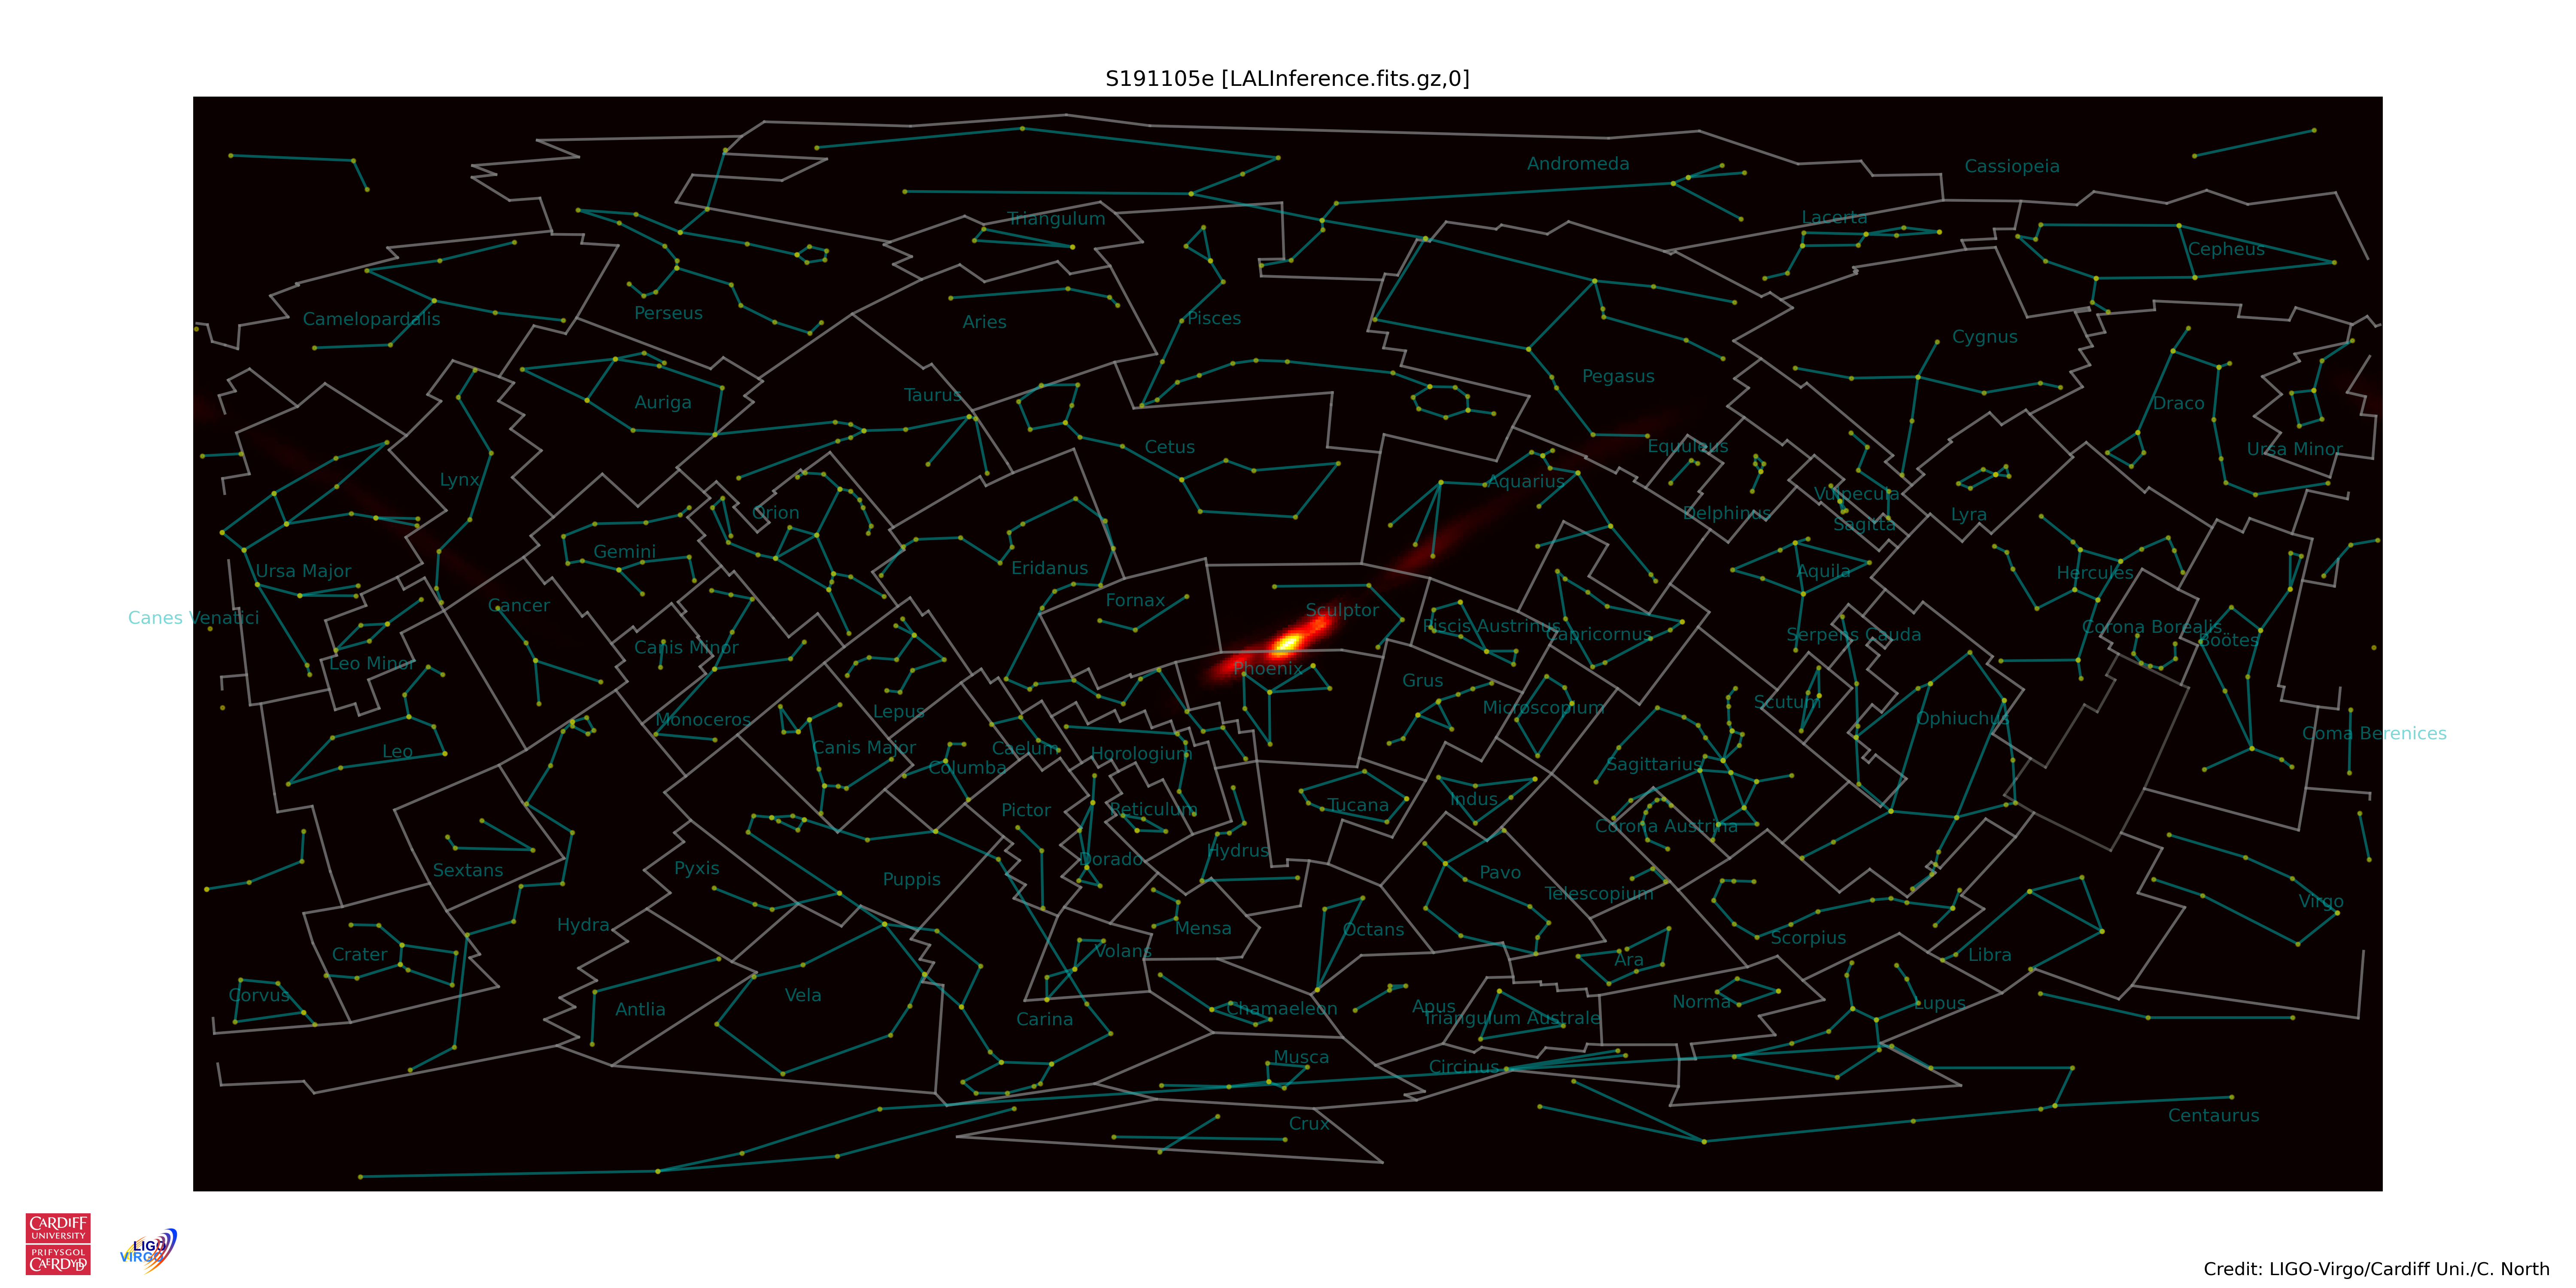 S191105e [LALInference.fits.gz,0]
Andromeda
Cassiopeia
Triangulum
Lacerta
Cepheus
Camelopardalis
Perseus
Aries
Pisces
Cygnus
Pegasus
Taurus
Auriga
Draco
Cetus
Equuleus
Ursa Minor
Lynx
Aquarius
Vulpecula
Orion
Delphinus
Lyra
Sagitta
Gemini
Eridanus
Ursa Major
Aquila
Hercules
Cancer
Fornax
Sculptor
Canes Venatici
Piscis Austrinus
Capricornus
Serpens Cauda
Corona Borealis
Boötes
Canis Minor
Leo Minor
Phoenix
Grus
Scutum
Microscopium
Lepus
Monoceros
Ophiuchus
Coma Berenices
Leo
Canis Major
Caelum
Horologium
Columba
Sagittarius
Indus
Tucana
Pictor
Reticulum
Corona Austrina
Hydrus
Dorado
Sextans
Pyxis
Puppis
Pavo
Telescopium
Virgo
Hydra
Mensa
Octans
Scorpius
Volans
Crater
Ara
Libra
Corvus
Vela
Antlia
Chamaeleon
Apus
Norma
Lupus
Carina
Triangulum Australe
Musca
Circinus
Crux
Centaurus
CARDIFF
UNIVERSITY
PRIFYSGOL
CAERDYDD
LIGO
VIRGO
Credit: LIGO-Virgo/Cardiff Uni./C. North